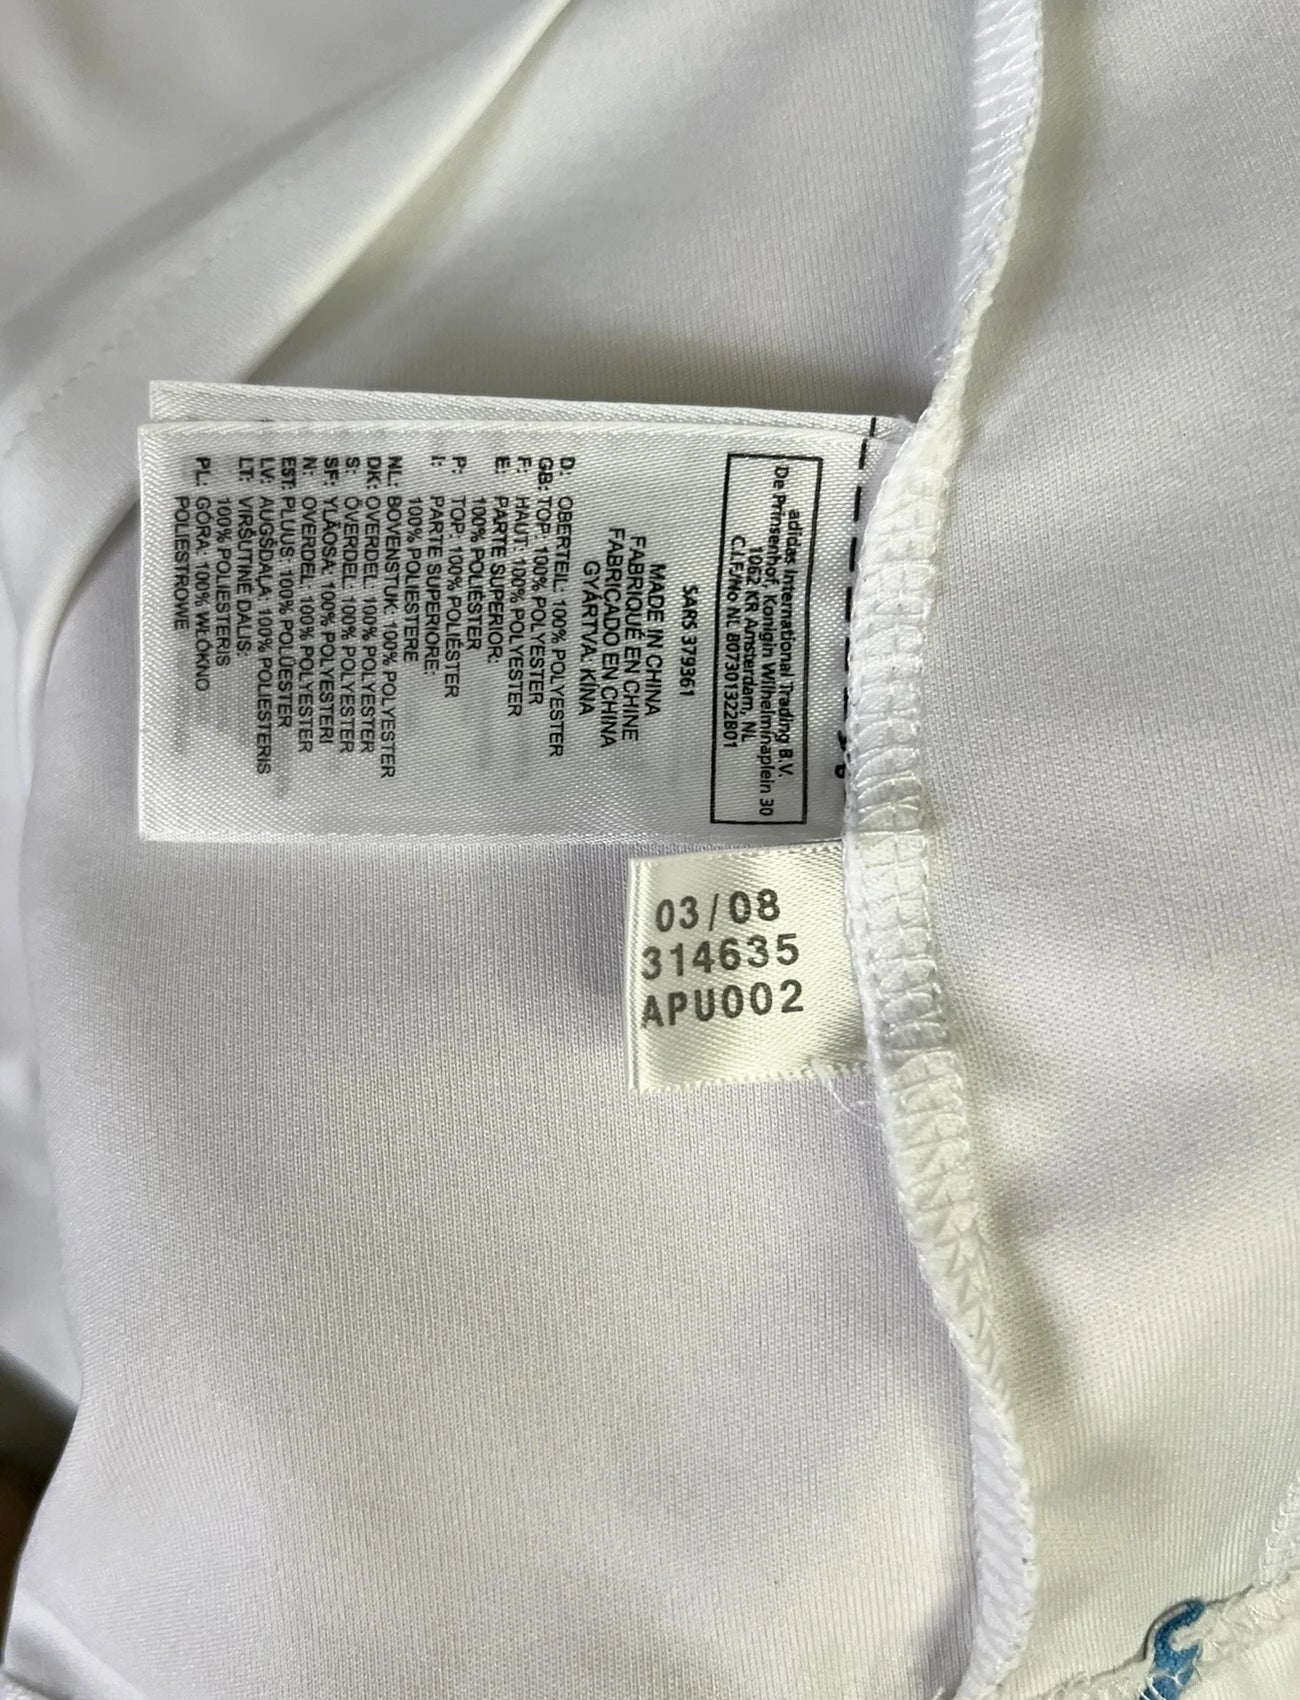 adidas International Trading B.V.
De Prinsenhof, Konigin Wilhelminaplein 30
1062 KR Amsterdam, NL
C.I.F./No NL 807301322B01
SARS 379361
MADE IN CHINA
FABRIQUÉ EN CHINE
FABRICADO EN CHINA
GYÁRTVA: KÍNA
D: OBERTEIL: 100% POLYESTER
GB: TOP: 100% POLYESTER
F: HAUT: 100% POLYESTER
E: PARTE SUPERIOR:
100% POLIÉSTER
P: TOP: 100% POLIÉSTER
I: PARTE SUPERIORE:
100% POLIESTERE
NL: BOVENSTUK: 100% POLYESTER
DK: OVERDEL: 100% POLYESTER
S: ÖVERDEL: 100% POLYESTER
SF: YLÄOSA: 100% POLYESTERI
N: OVERDEL: 100% POLYESTER
EST: PLUUS: 100% POLÜESTER
LV: AUGŠDAĻA: 100% POLIESTERIS
LT: VIRŠUTINĖ DALIS:
100% POLIESTERIS
PL: GÓRA: 100% WŁÓKNO
POLIESTROWE
03/08
314635
APU002